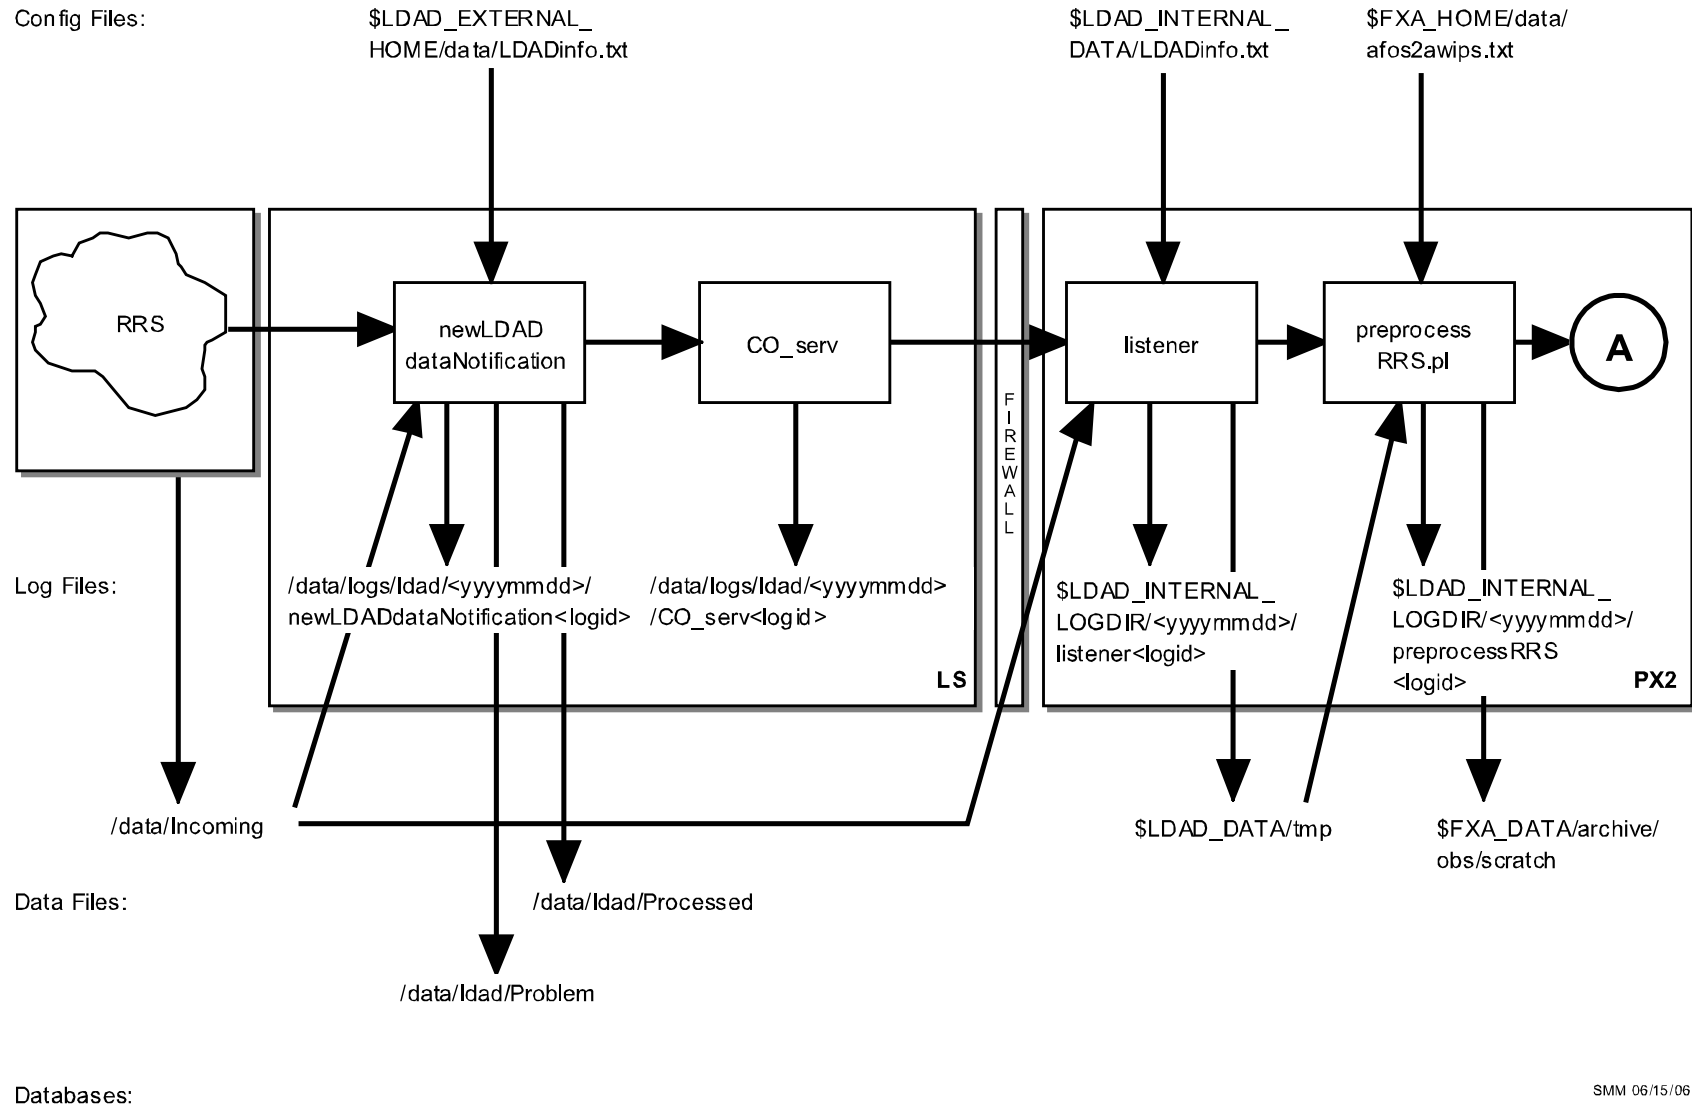 Config Files:
$LDAD_EXTERNAL_
HOME/data/LDADinfo.txt
$LDAD_INTERNAL_
DATA/LDADinfo.txt
$FXA_HOME/data/
afos2awips.txt
RRS
newLDAD
dataNotification
CO_serv
FIREWALL
listener
preprocess
RRS.pl
A
Log Files:
/data/logs/ldad/<yyyymmdd>/
newLDADdataNotification<logid>
/data/logs/ldad/<yyyymmdd>
/CO_serv<logid>
$LDAD_INTERNAL_
LOGDIR/<yyyymmdd>/
listener<logid>
$LDAD_INTERNAL_
LOGDIR/<yyyymmdd>/
preprocessRRS
<logid>
LS
PX2
/data/Incoming
$LDAD_DATA/tmp
$FXA_DATA/archive/
obs/scratch
Data Files:
/data/ldad/Processed
/data/ldad/Problem
Databases:
SMM 06/15/06